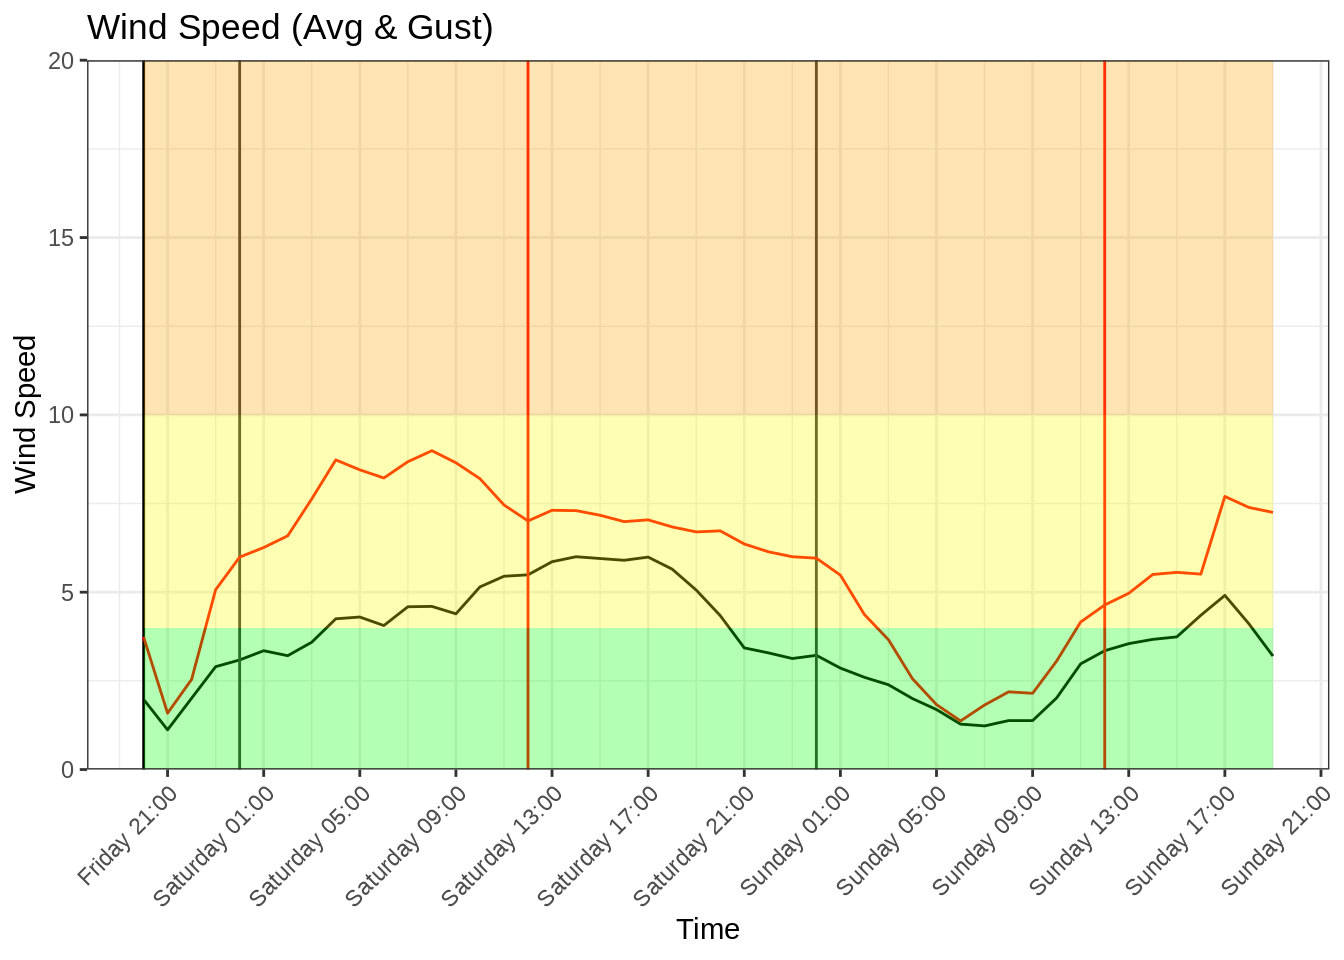 Wind Speed (Avg & Gust)
20
15
10
5
0
Wind Speed
Friday 21:00
Saturday 01:00
Saturday 05:00
Saturday 09:00
Saturday 13:00
Saturday 17:00
Saturday 21:00
Sunday 01:00
Sunday 05:00
Sunday 09:00
Sunday 13:00
Sunday 17:00
Sunday 21:00
Time